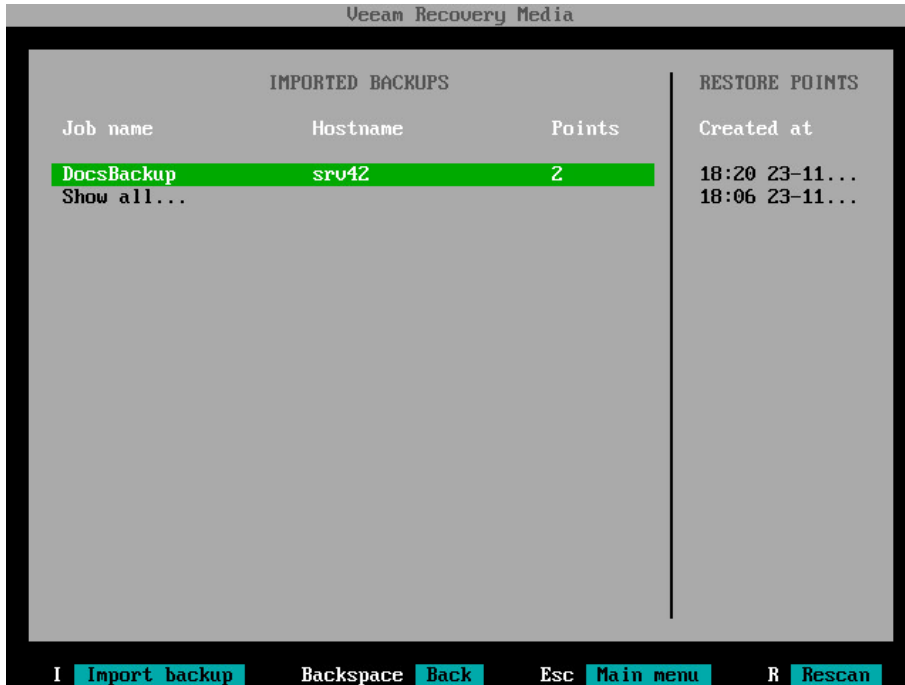 Veeam Recovery Media
IMPORTED BACKUPS
Job name Hostname Points
DocsBackup srv42 2
Show all...
RESTORE POINTS
Created at
18:20 23-11...
18:06 23-11...
I Import backup Backspace Back Esc Main menu R Rescan